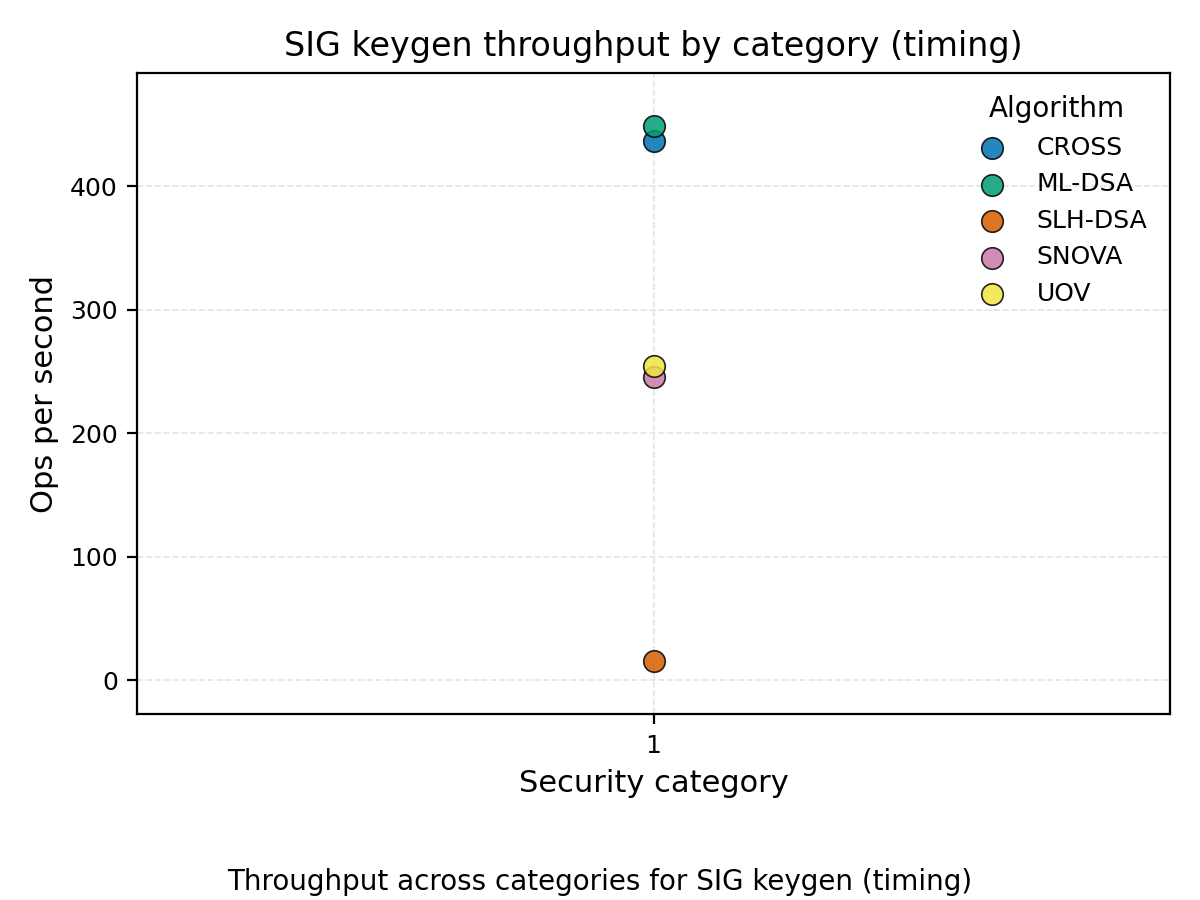 SIG keygen throughput by category (timing)
Algorithm
CROSS
ML-DSA
SLH-DSA
SNOVA
UOV
Ops per second
400
300
200
100
0
1
Security category
Throughput across categories for SIG keygen (timing)